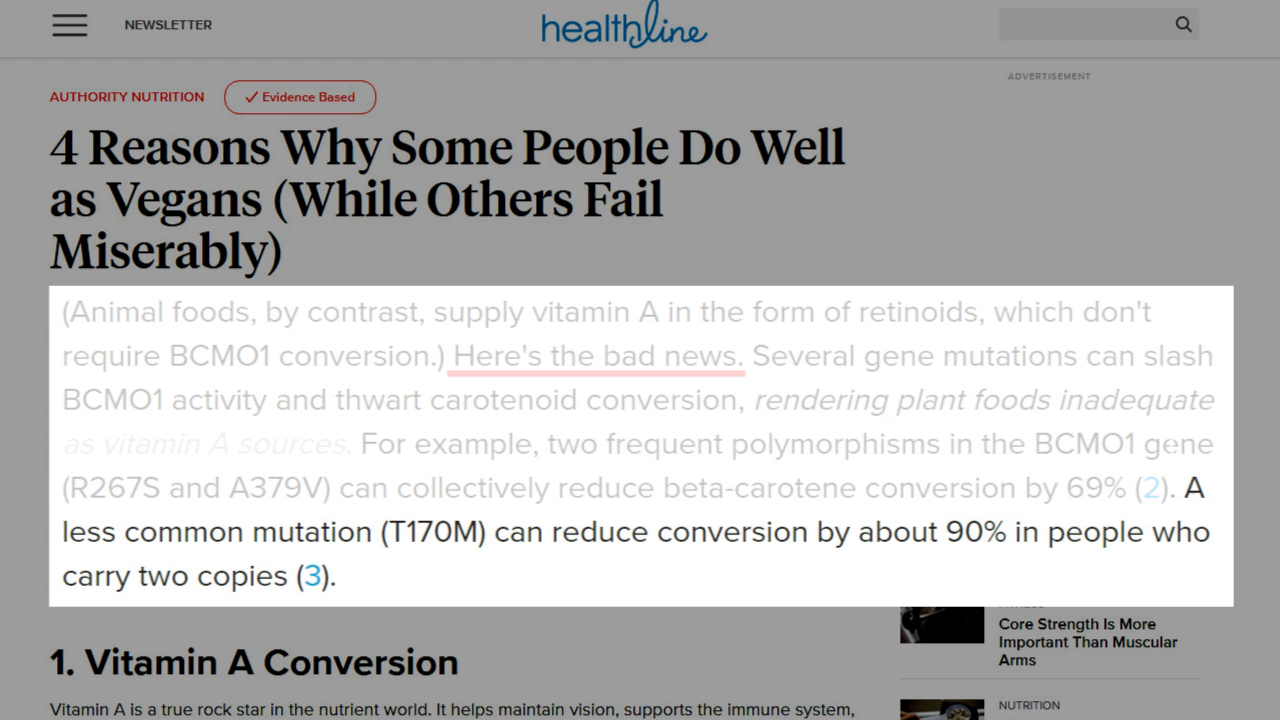 NEWSLETTER
healthline
ADVERTISEMENT
AUTHORITY NUTRITION
Evidence Based
4 Reasons Why Some People Do Well
as Vegans (While Others Fail
Miserably)
(Animal foods, by contrast, supply vitamin A in the form of retinoids, which don't
require BCMO1 conversion.) Here's the bad news. Several gene mutations can slash
BCMO1 activity and thwart carotenoid conversion, rendering plant foods inadequate
as vitamin A sources. For example, two frequent polymorphisms in the BCMO1 gene
(R267S and A379V) can collectively reduce beta-carotene conversion by 69% (2). A
less common mutation (T170M) can reduce conversion by about 90% in people who
carry two copies (3).
Core Strength Is More
Important Than Muscular
Arms
1. Vitamin A Conversion
NUTRITION
Vitamin A is a true rock star in the nutrient world. It helps maintain vision, supports the immune system,